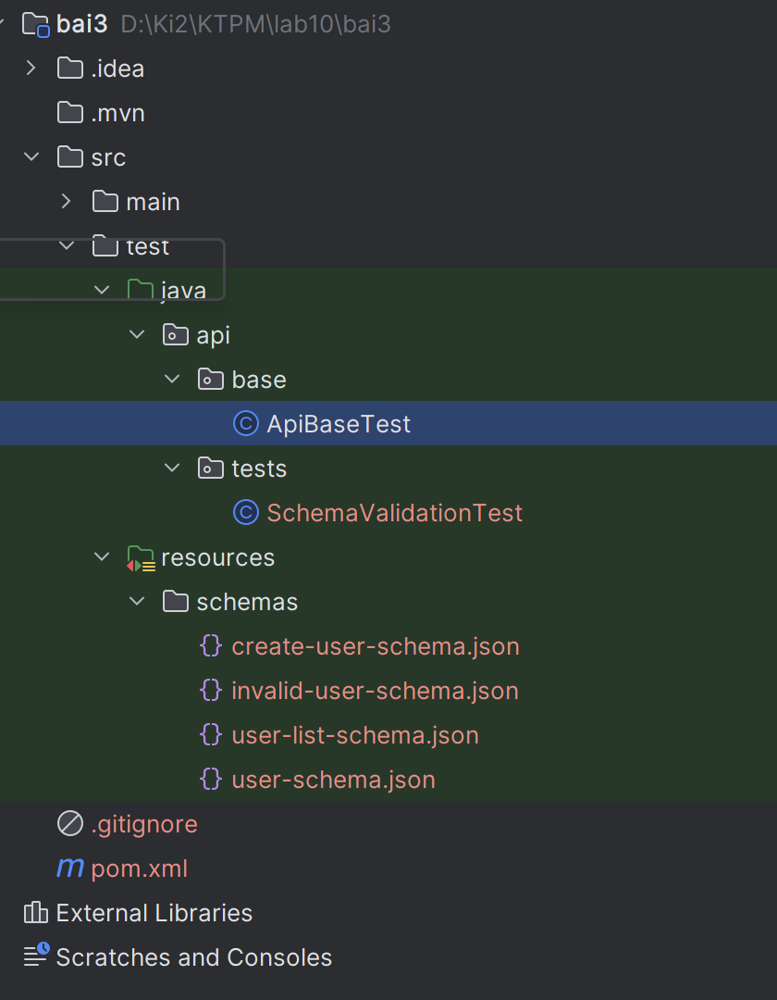 bai3 D:\Ki2\KTPM\lab10\bai3
.idea
.mvn
src
main
test
java
api
base
ApiBaseTest
tests
SchemaValidationTest
resources
schemas
create-user-schema.json
invalid-user-schema.json
user-list-schema.json
user-schema.json
.gitignore
pom.xml
External Libraries
Scratches and Consoles